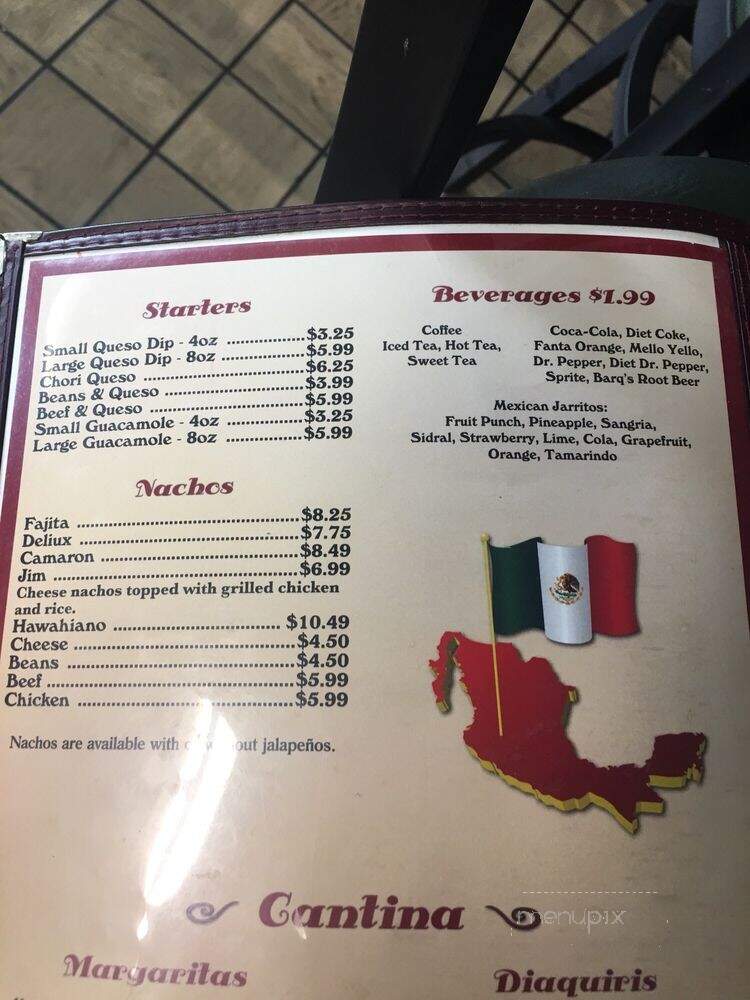 Starters
Small Queso Dip - 4oz .................. $3.25
Large Queso Dip - 8oz .................. $5.99
Chori Queso .................. $6.25
Beans & Queso .................. $3.99
Beef & Queso .................. $5.99
Small Guacamole - 4oz .................. $3.25
Large Guacamole - 8oz .................. $5.99
Nachos
Fajita .................. $8.25
Deliux .................. $7.75
Camaron .................. $8.49
Jim .................. $6.99
Cheese nachos topped with grilled chicken
and rice.
Hawahiano .................. $10.49
Cheese .................. $4.50
Beans .................. $4.50
Beef .................. $5.99
Chicken .................. $5.99
Nachos are available with jalapeños.
Beverages $1.99
Coffee
Iced Tea, Hot Tea,
Sweet Tea
Coca-Cola, Diet Coke,
Fanta Orange, Mello Yello,
Dr. Pepper, Diet Dr. Pepper,
Sprite, Barq's Root Beer
Mexican Jarritos:
Fruit Punch, Pineapple, Sangria,
Sidral, Strawberry, Lime, Cola, Grapefruit,
Orange, Tamarindo
Cantina
Margaritas
Diaquiris
menupix